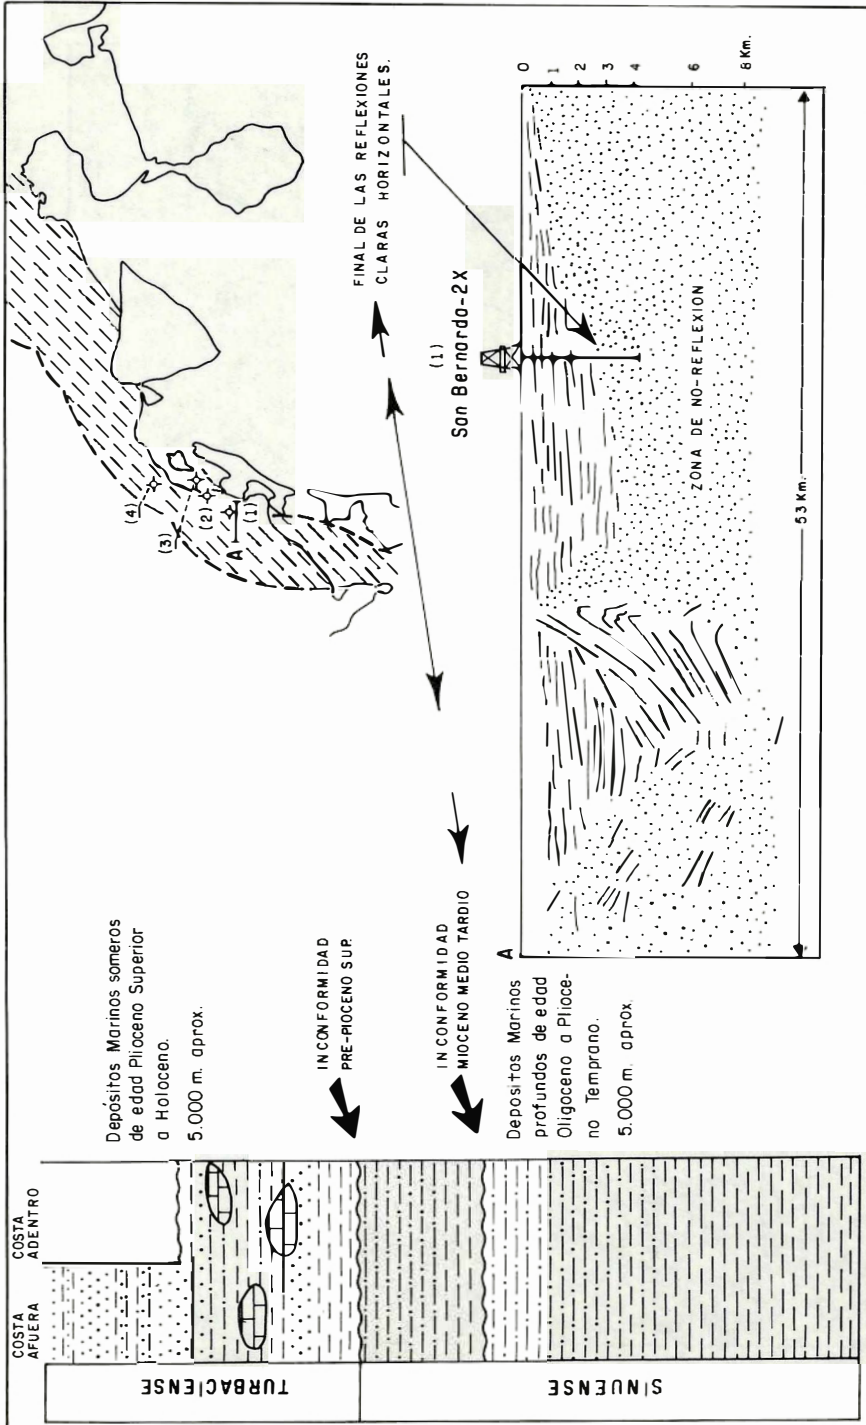 COSTA
AFUERA
COSTA
ADENTRO
TURBACIENSE
SINUENSE
Depósitos Marinos someros
de edad Plioceno Superior
a Holoceno.
5.000 m. aprox.
INCONFORMIDAD
PRE-PIOCENO SUP.
INCONFORMIDAD
MIOCENO MEDIO TARDIO
Depositos Marinos
profundos de edad
Oligoceno a Plioce-
no Temprano.
5.000 m. aprox.
(4)
(3)
(2)
(1)
A
FINAL DE LAS REFLEXIONES
CLARAS HORIZONTALES.
(1)
San Bernardo-2X
A
0
1
2
3
4
6
8 Km.
ZONA DE NO-REFLEXION
53 Km.